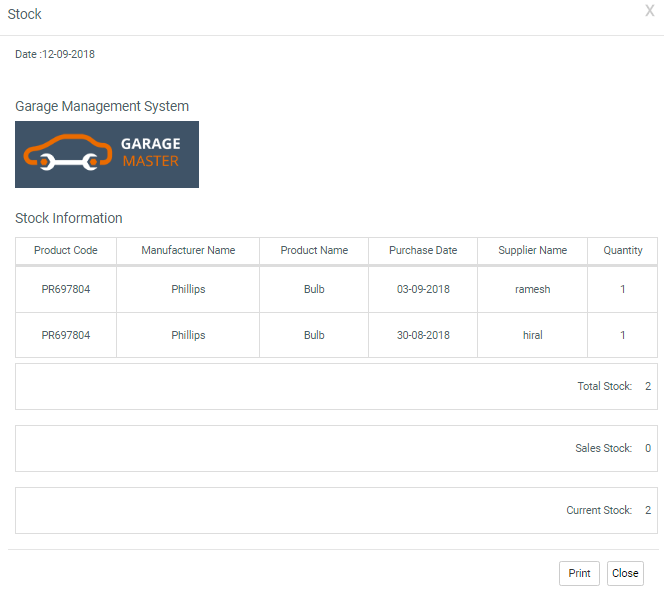 Stock X
Date :12-09-2018
Garage Management System
GARAGE
MASTER
Stock Information
Product Code Manufacturer Name Product Name Purchase Date Supplier Name Quantity
PR697804 Phillips Bulb 03-09-2018 ramesh 1
PR697804 Phillips Bulb 30-08-2018 hiral 1
Total Stock: 2
Sales Stock: 0
Current Stock: 2
Print Close